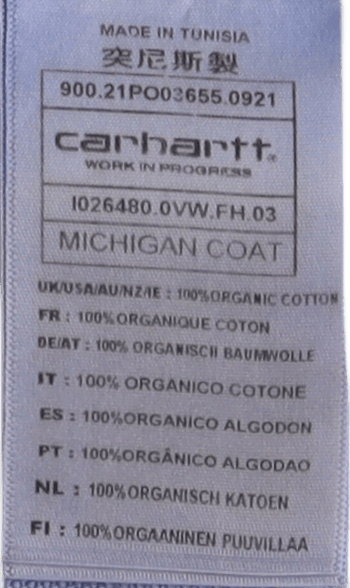 MADE IN TUNISIA
突尼斯製
900.21PO03655.0921
carhartt®
WORK IN PROGRESS
I026480.0VW.FH.03
MICHIGAN COAT
UK/USA/AU/NZ/IE : 100%ORGANIC COTTON
FR : 100%ORGANIQUE COTON
DE/AT : 100% ORGANISCH BAUMWOLLE
IT : 100% ORGANICO COTONE
ES : 100%ORGANICO ALGODON
PT : 100%ORGÂNICO ALGODAO
NL : 100%ORGANISCH KATOEN
FI : 100%ORGAANINEN PUUVILLAA